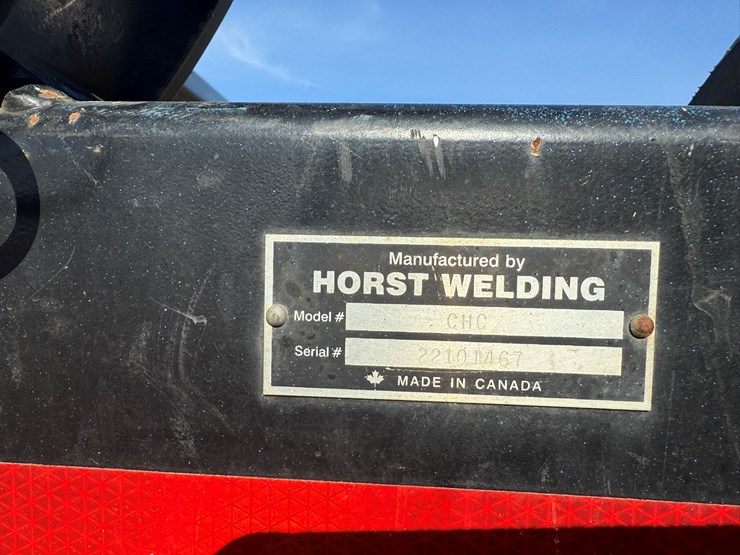 Manufactured by
HORST WELDING
Model # CHC
Serial # 22101467
MADE IN CANADA